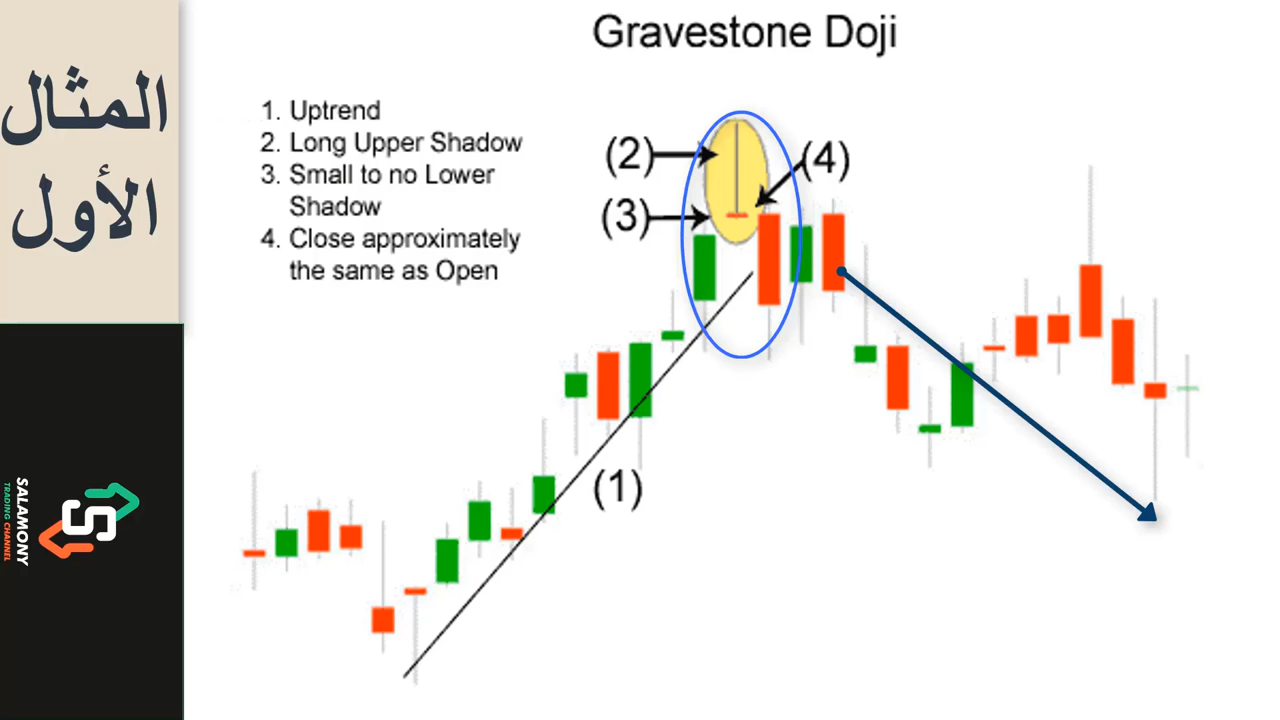 Gravestone Doji
المثال
الأول
1. Uptrend
2. Long Upper Shadow
3. Small to no Lower
Shadow
4. Close approximately
the same as Open
(2)
(4)
(3)
(1)
SALAMONY
TRADING CHANNEL